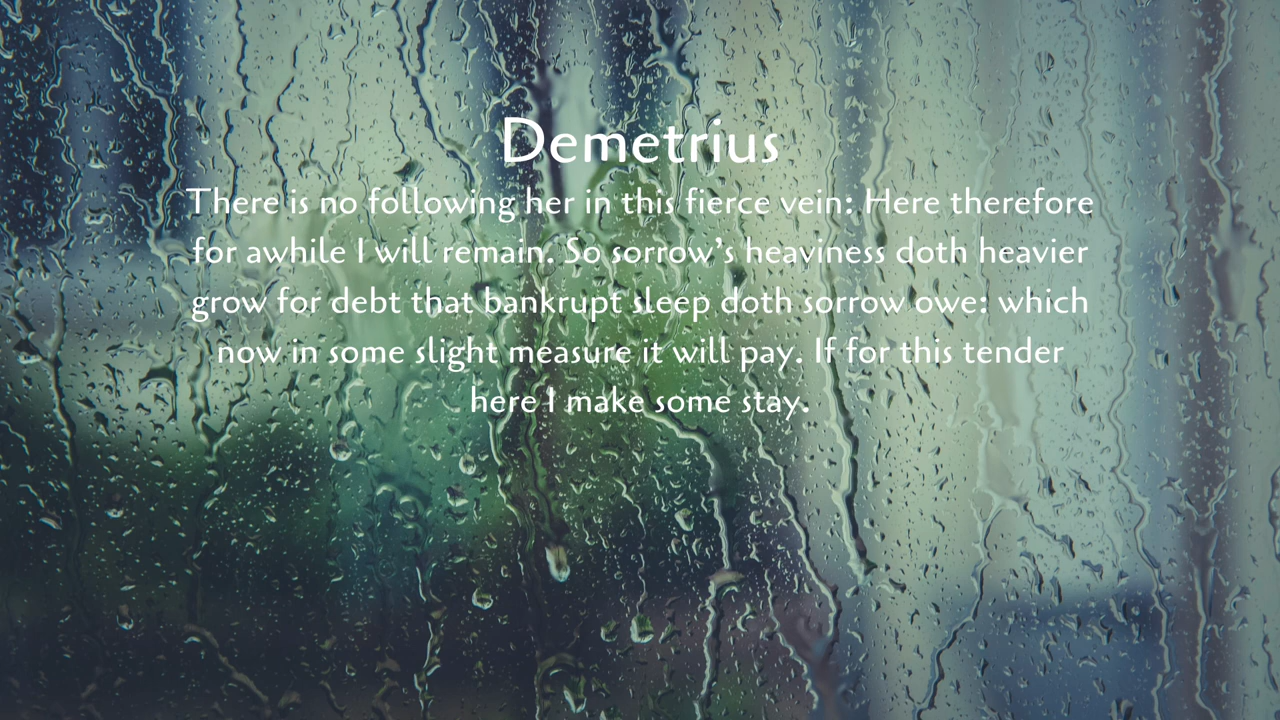 Demetrius
There is no following her in this fierce vein: Here therefore
for awhile I will remain. So sorrow’s heaviness doth heavier
grow for debt that bankrupt sleep doth sorrow owe: which
now in some slight measure it will pay. If for this tender
here I make some stay.